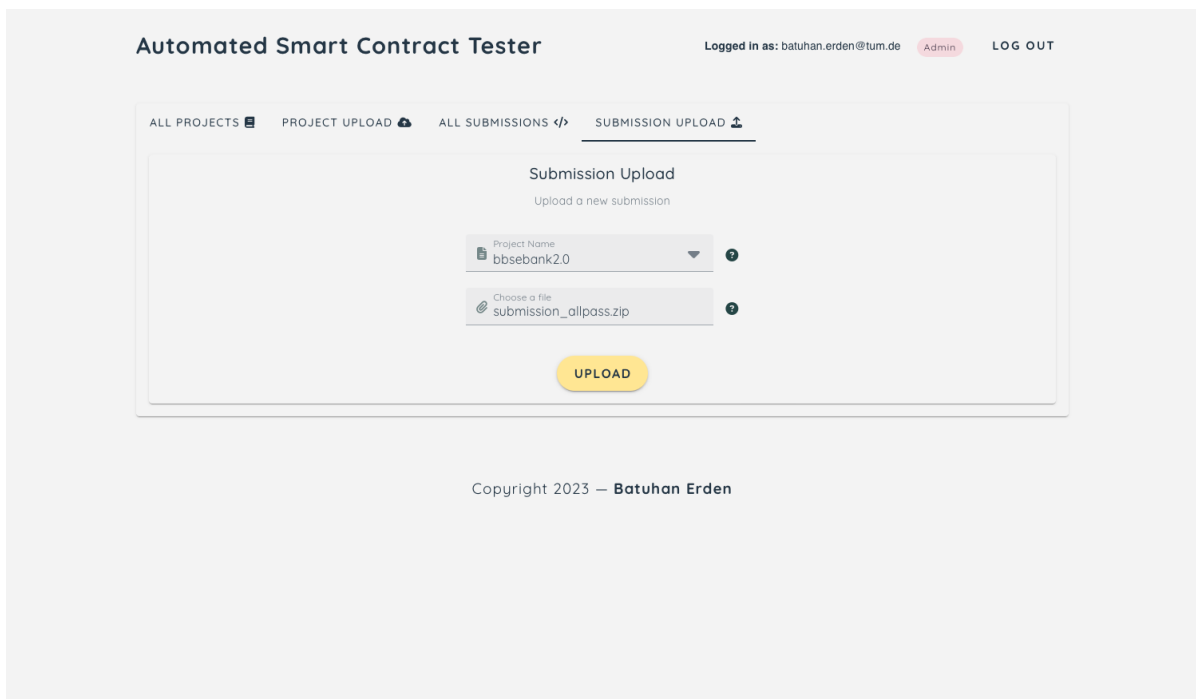 Automated Smart Contract Tester
Logged in as: batuhan.erden@tum.de Admin LOG OUT
ALL PROJECTS PROJECT UPLOAD ALL SUBMISSIONS </> SUBMISSION UPLOAD
Submission Upload
Upload a new submission
Project Name
bbsebank2.0
Choose a file
submission_allpass.zip
UPLOAD
Copyright 2023 — Batuhan Erden